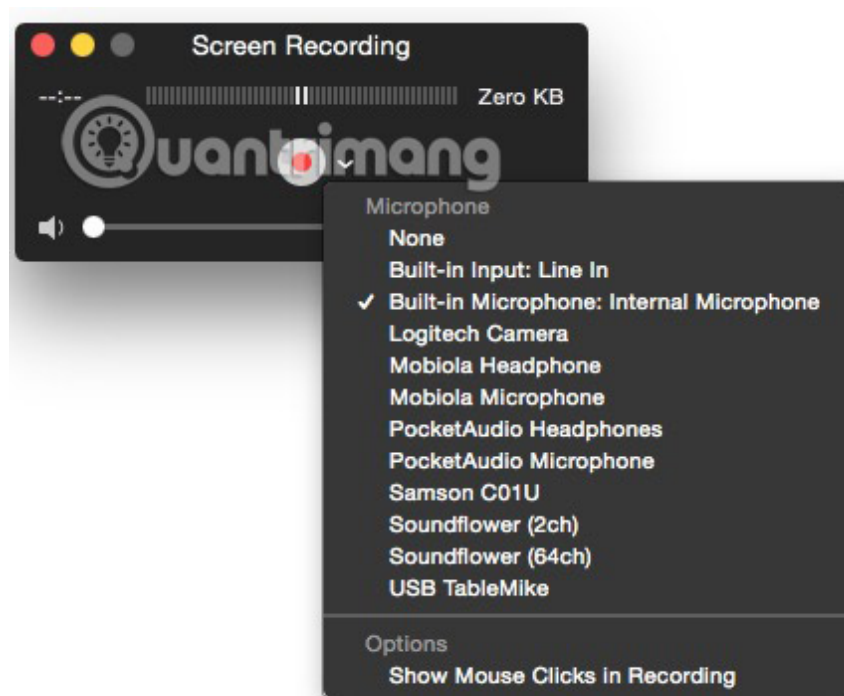 Screen Recording
--:--
Zero KB
Quantrimang
Microphone
None
Built-in Input: Line In
✓ Built-in Microphone: Internal Microphone
Logitech Camera
Mobiola Headphone
Mobiola Microphone
PocketAudio Headphones
PocketAudio Microphone
Samson C01U
Soundflower (2ch)
Soundflower (64ch)
USB TableMike
Options
Show Mouse Clicks in Recording